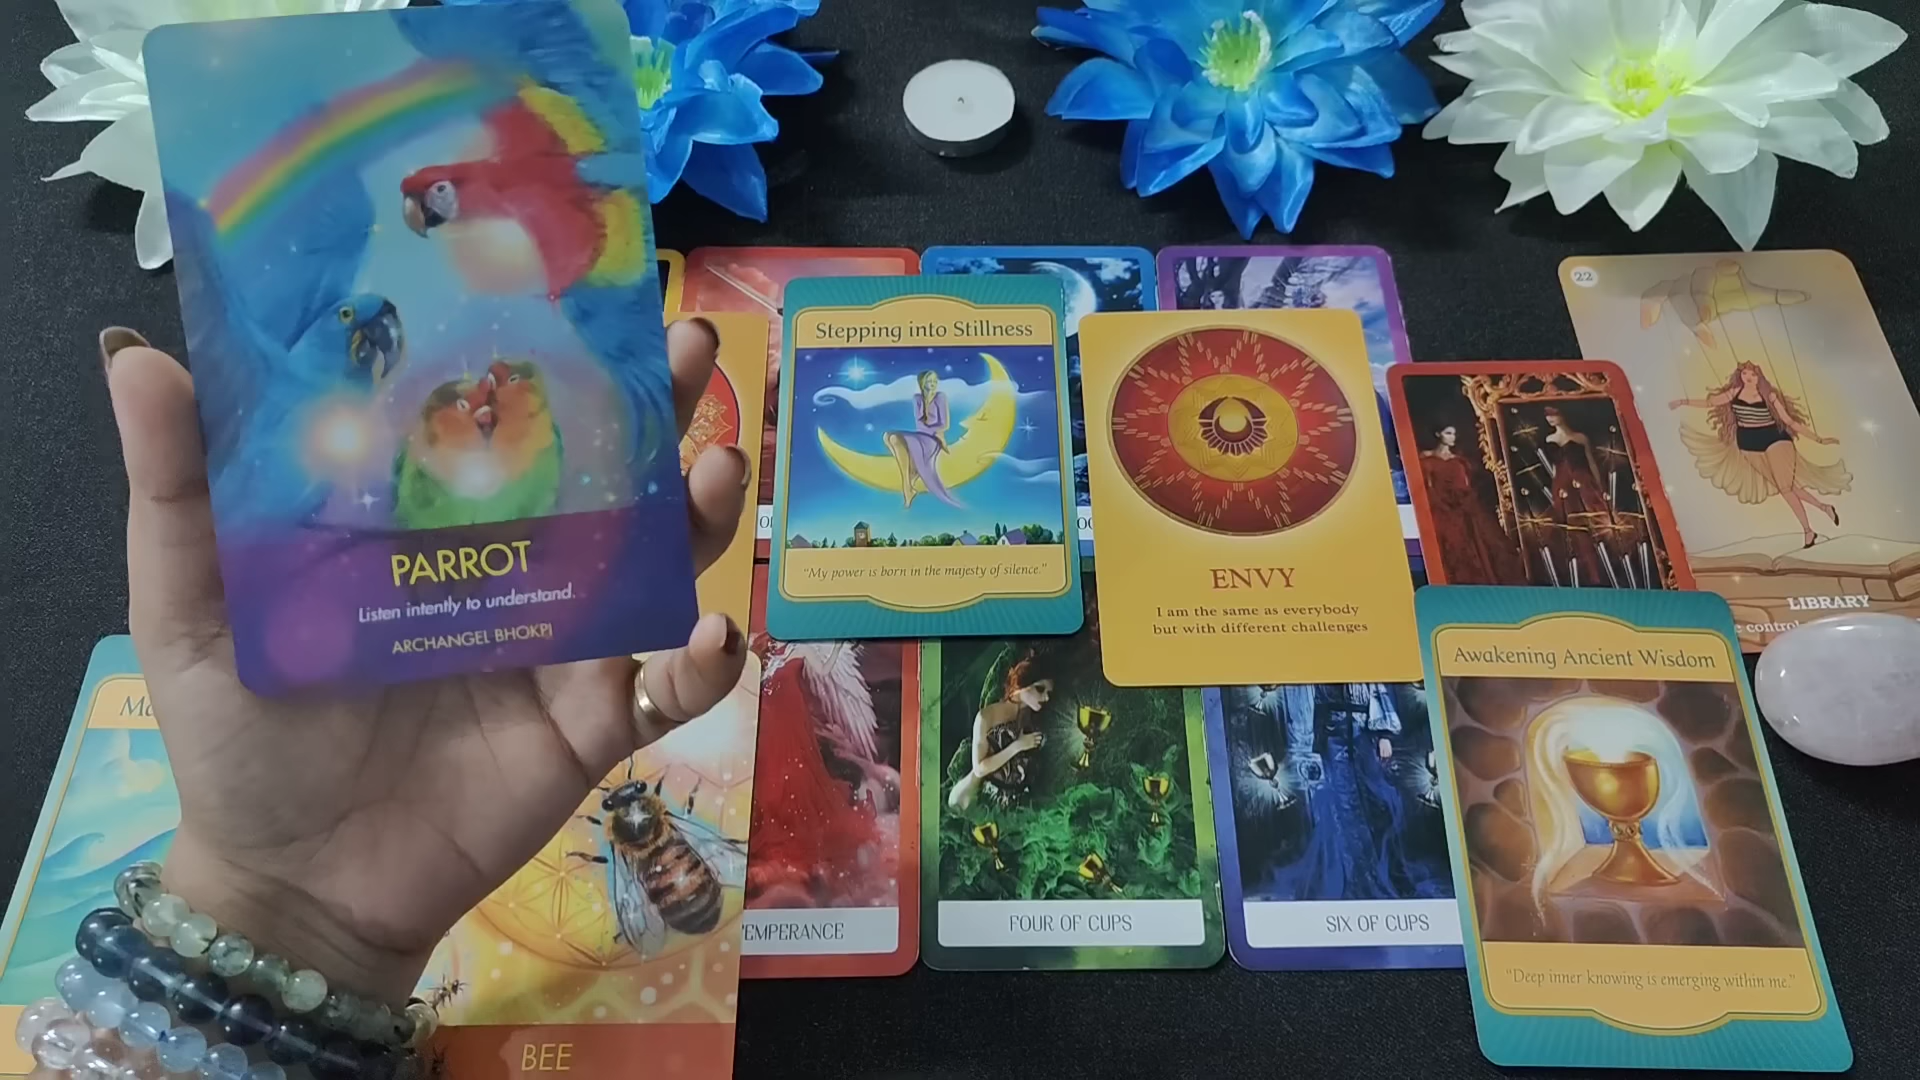 PARROT
Listen intently to understand.
ARCHANGEL BHOKPI
Stepping into Stillness
"My power is born in the majesty of silence."
ENVY
I am the same as everybody
but with different challenges
22
LIBRARY
control
Awakening Ancient Wisdom
"Deep inner knowing is emerging within me."
EMPERANCE
FOUR OF CUPS
SIX OF CUPS
BEE